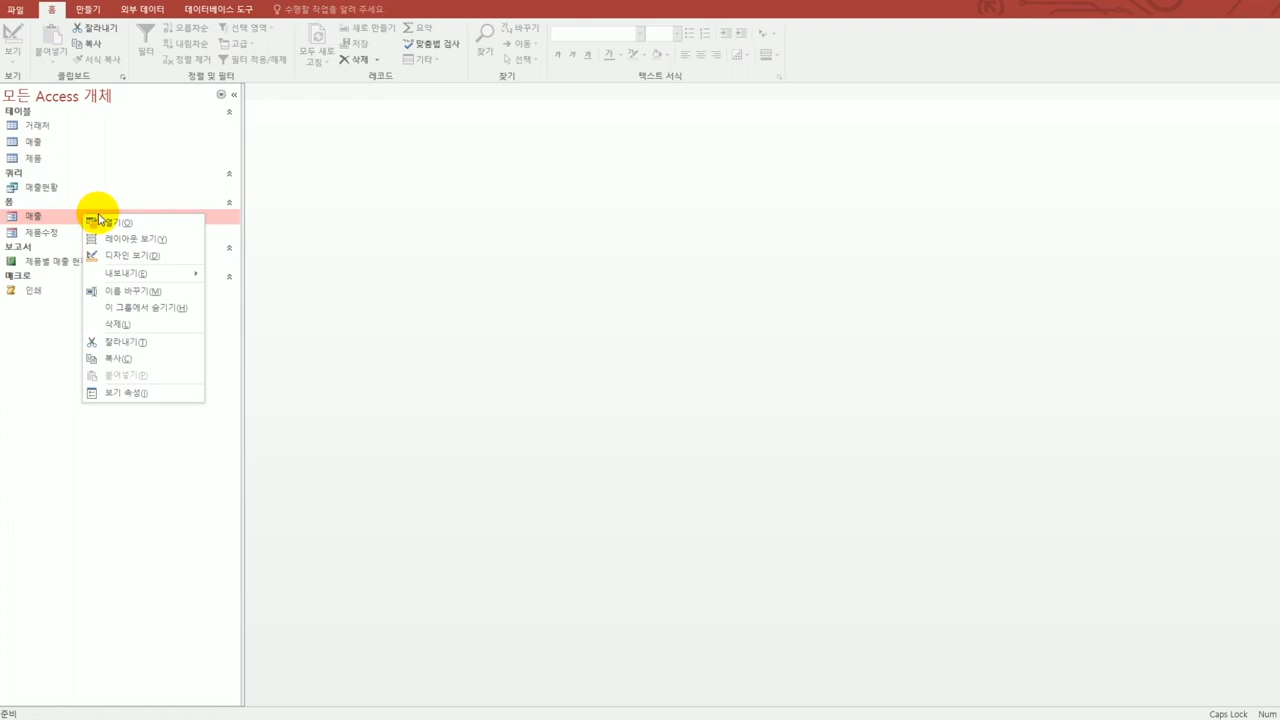 파일 홈 만들기 외부 데이터 데이터베이스 도구 수행할 작업을 알려 주세요.
보기
붙여넣기
잘라내기
복사
서식 복사
필터
오름차순
내림차순
정렬 제거
선택 영역
고급
필터 적용/해제
모두 새로 고침
새로 만들기
저장
삭제
요약
맞춤법 검사
기타
찾기
바꾸기
이동
선택
가 가 가 가
보기 클립보드 정렬 및 필터 레코드 찾기 텍스트 서식
모든 Access 개체
테이블
거래처
매출
제품
쿼리
매출현황
폼
매출
제품수정
보고서
제품별 매출 현
매크로
인쇄
열기(O)
레이아웃 보기(Y)
디자인 보기(D)
내보내기(E)
이름 바꾸기(M)
이 그룹에서 숨기기(H)
삭제(L)
잘라내기(T)
복사(C)
붙여넣기(P)
보기 속성(I)
준비 Caps Lock Num